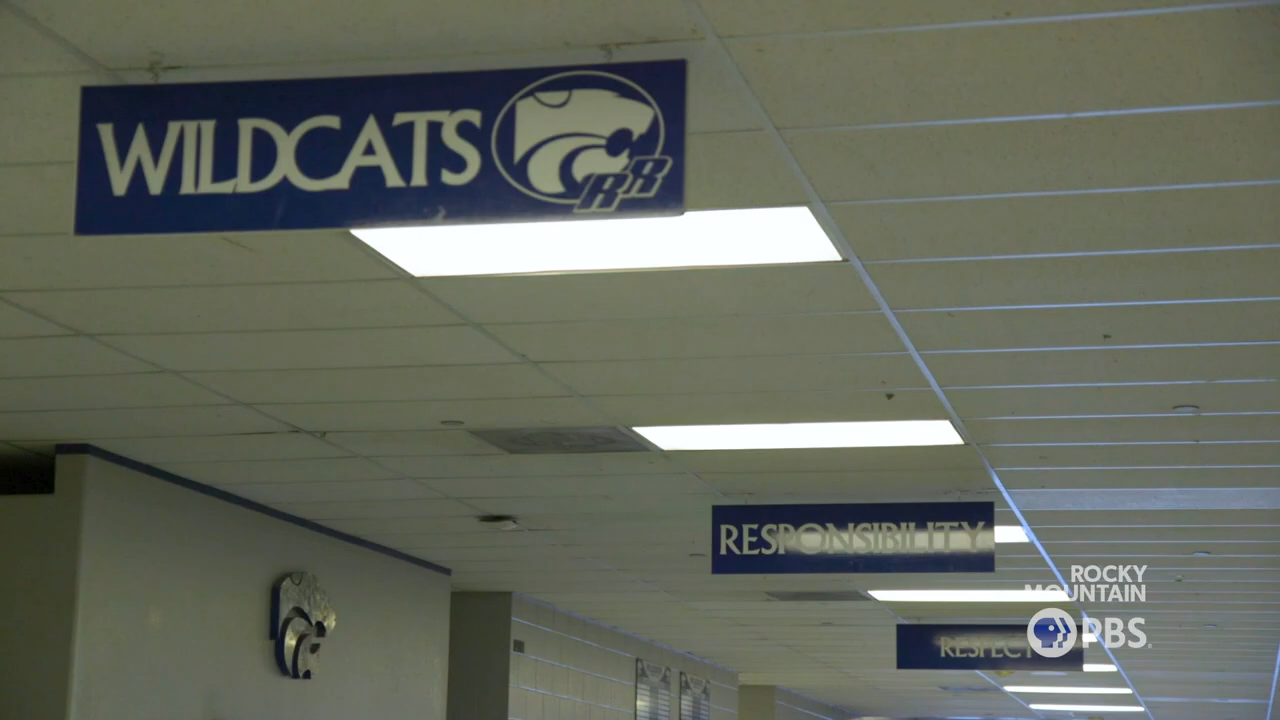 WILDCATS
RR
RESPONSIBILITY
RESPECT
ROCKY
MOUNTAIN
PBS.